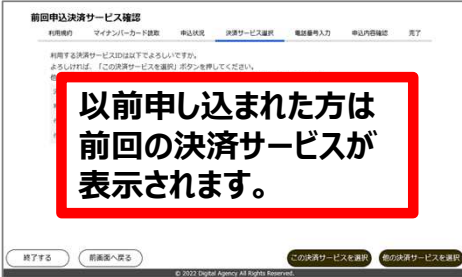 前回申込決済サービス確認
利用規約 マイナンバーカード読取 申込状況 決済サービス選択 電話番号入力 申込内容確認 完了
利用する決済サービスIDは以下でよろしいですか。
よろしければ、「この決済サービスを選択」ボタンを押してください。
以前申し込まれた方は
前回の決済サービスが
表示されます。
終了する 前画面へ戻る この決済サービスを選択 他の決済サービスを選択
© 2022 Digital Agency All Rights Reserved.